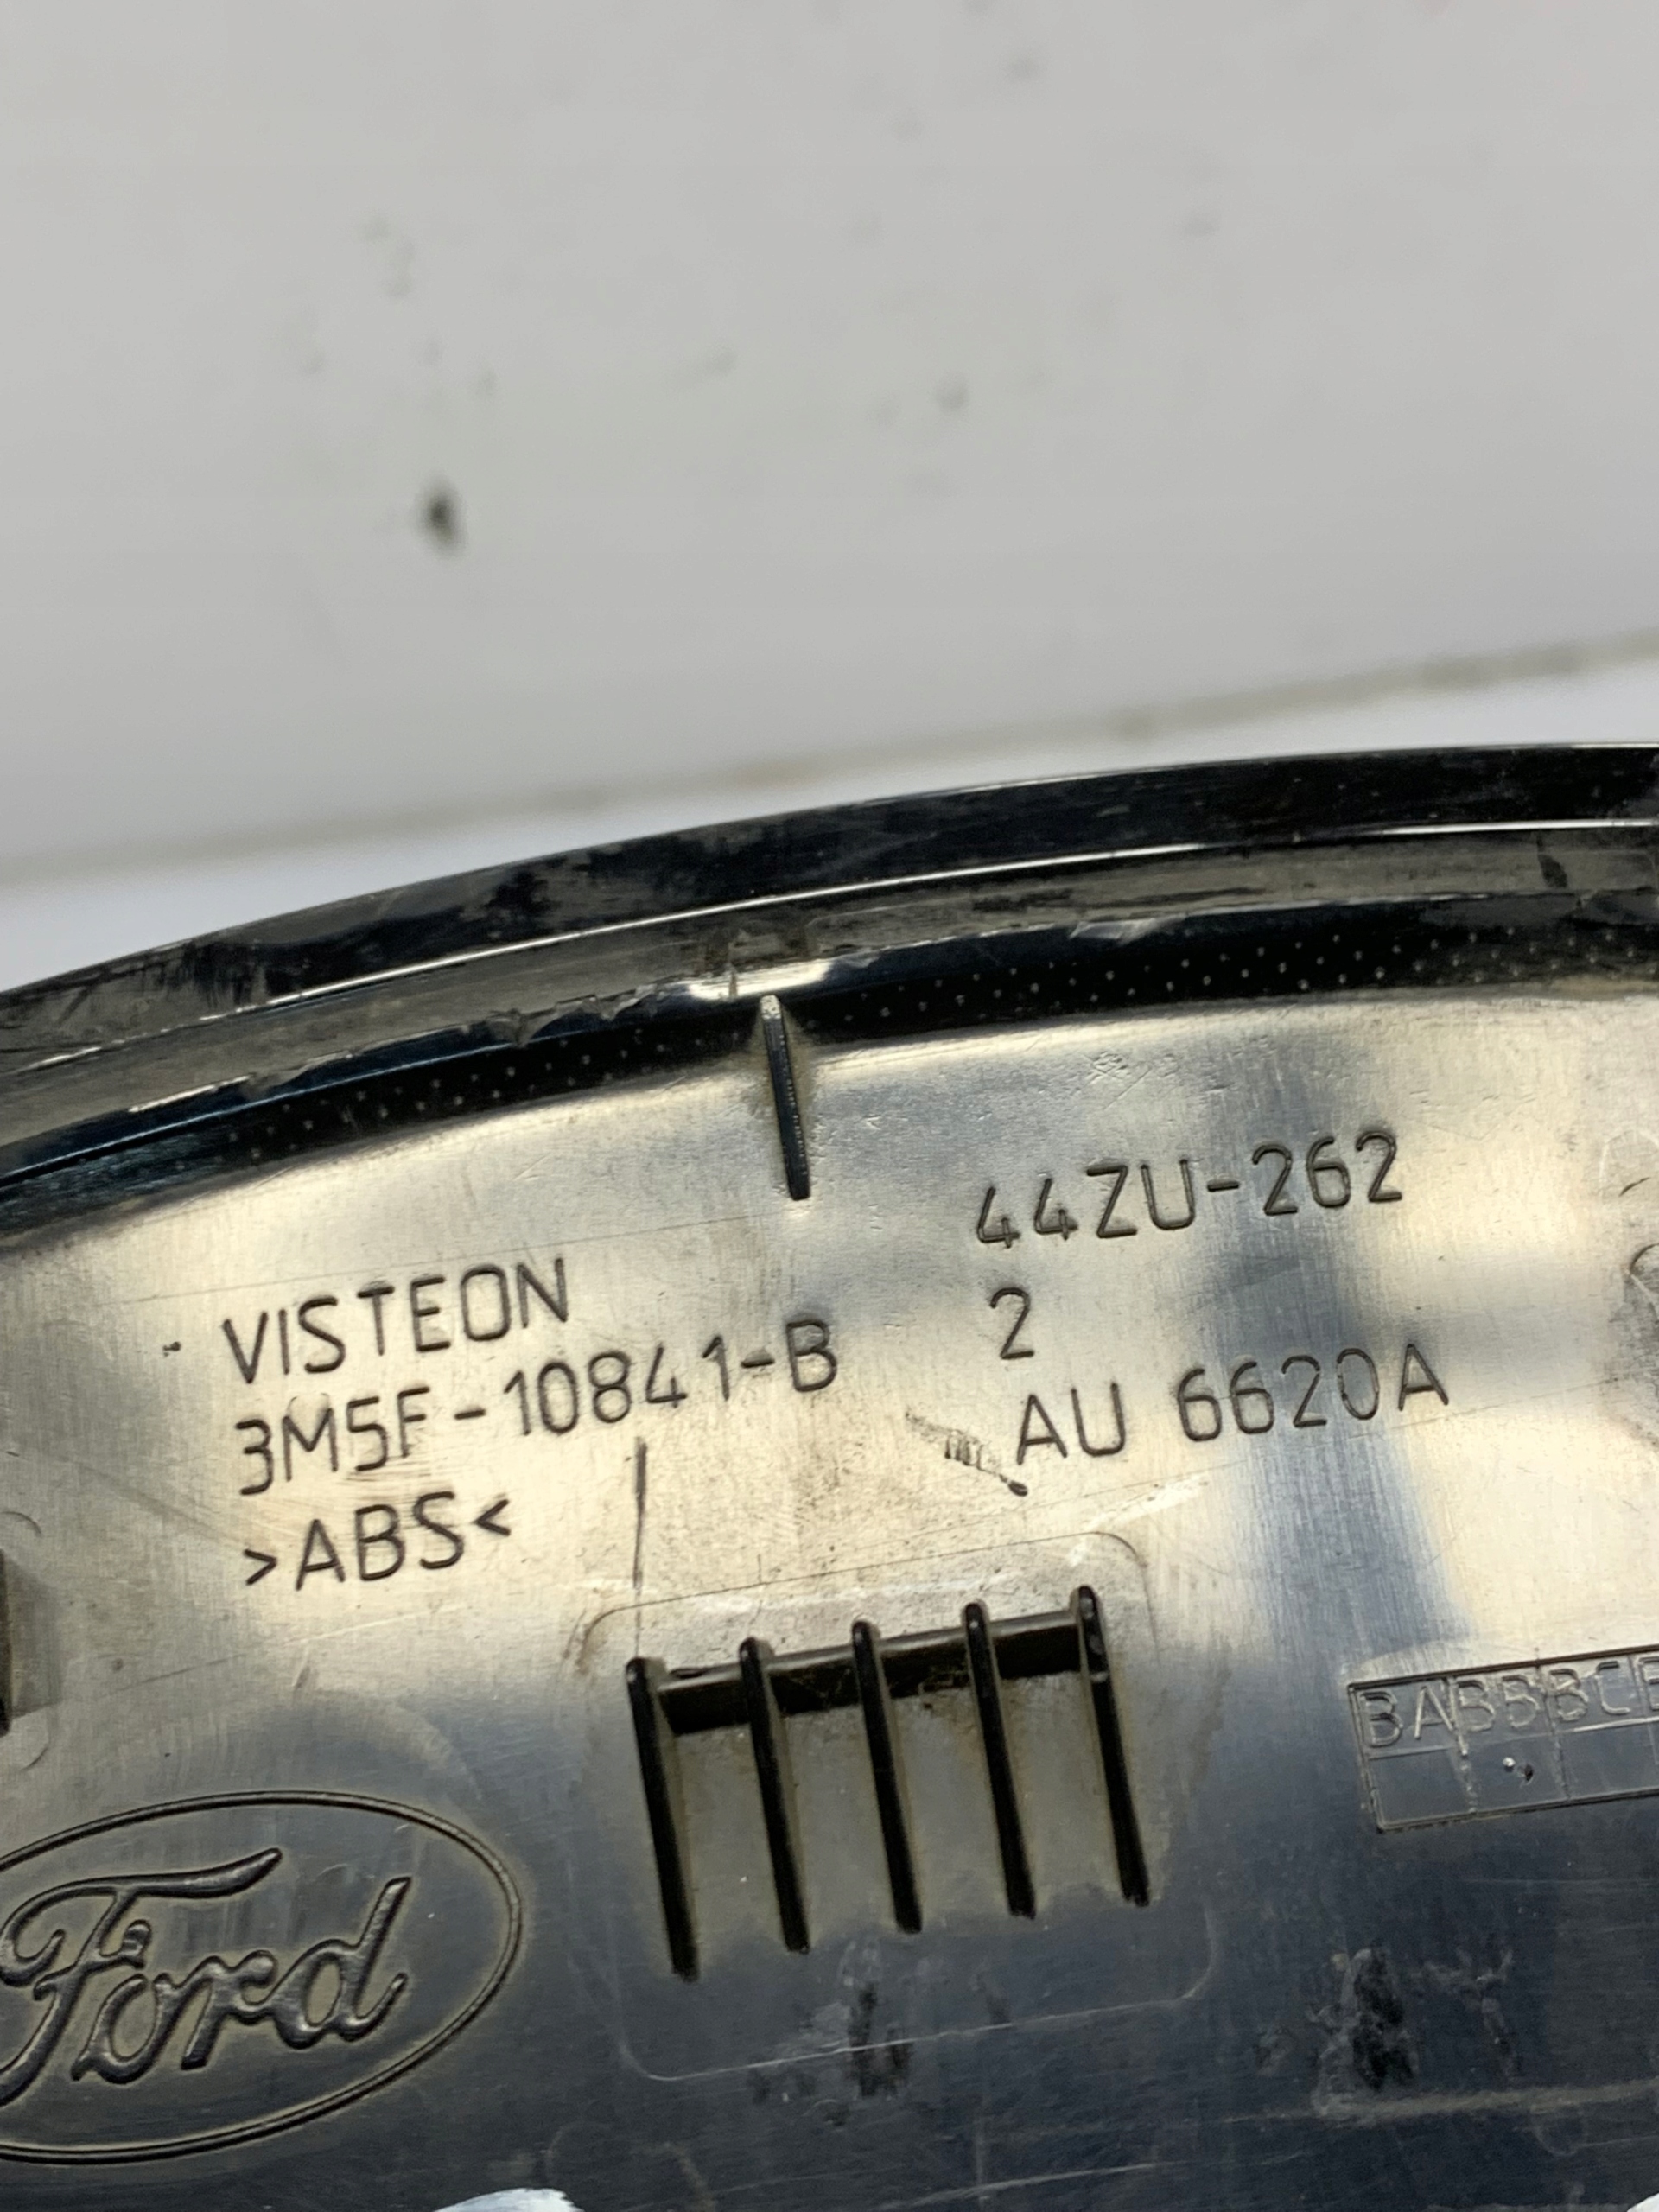 VISTEON
3M5F-10841-B
>ABS<
44ZU-262
2
AU 6620A
Ford